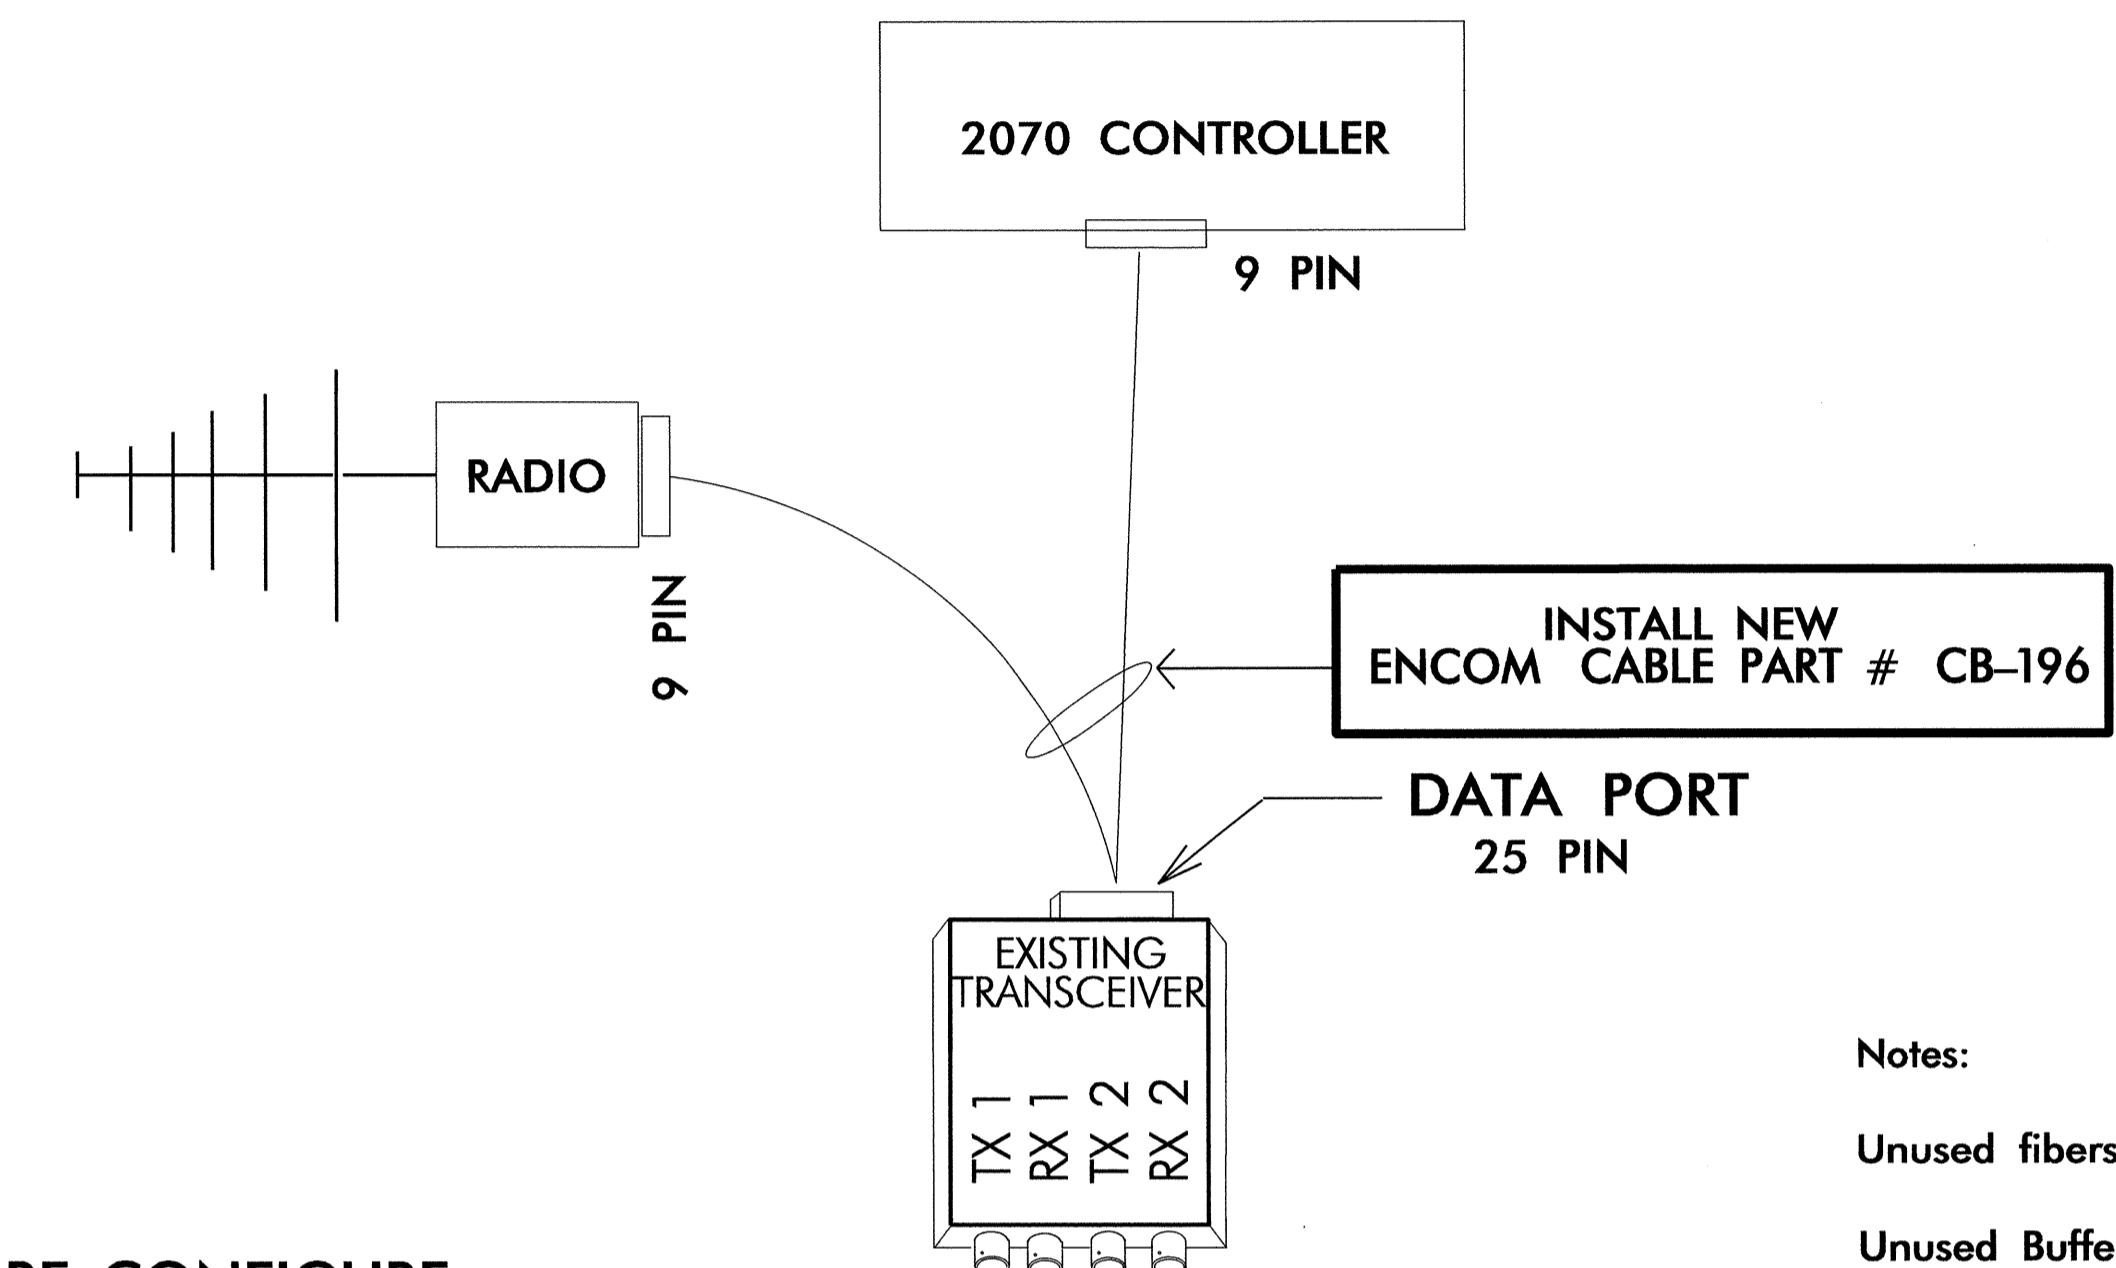 2070 CONTROLLER
9 PIN
RADIO
9 PIN
INSTALL NEW
ENCOM CABLE PART # CB-196
DATA PORT
25 PIN
EXISTING
TRANSCEIVER
TX 1
RX 1
TX 2
RX 2
Notes:
Unused fibers
Unused Buffe
CONFIGURE